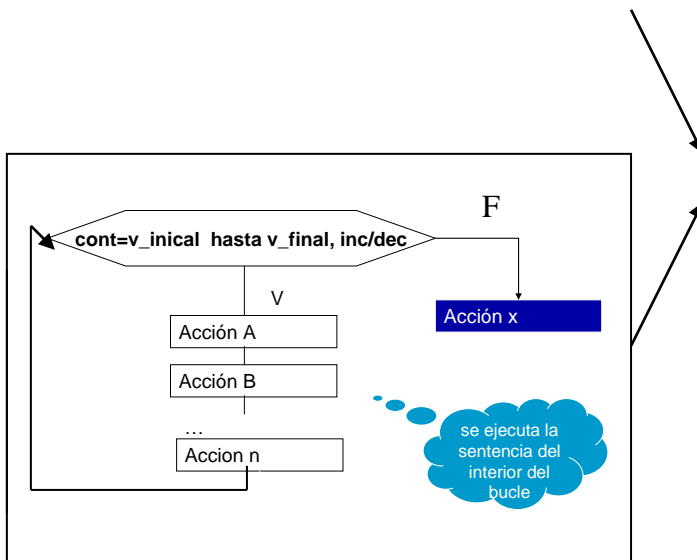 F
cont=v_inical hasta v_final, inc/dec
V
Acción x
Acción A
Acción B
...
Accion n
se ejecuta la
sentencia del
interior del
bucle